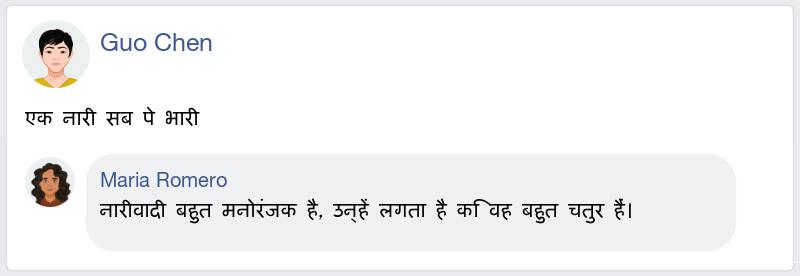 Guo Chen
एक नारी सब पे भारी
Maria Romero
नारीवादी बहुत मनोरंजक है, उन्हें लगता है कि वह बहुत चतुर हैं।